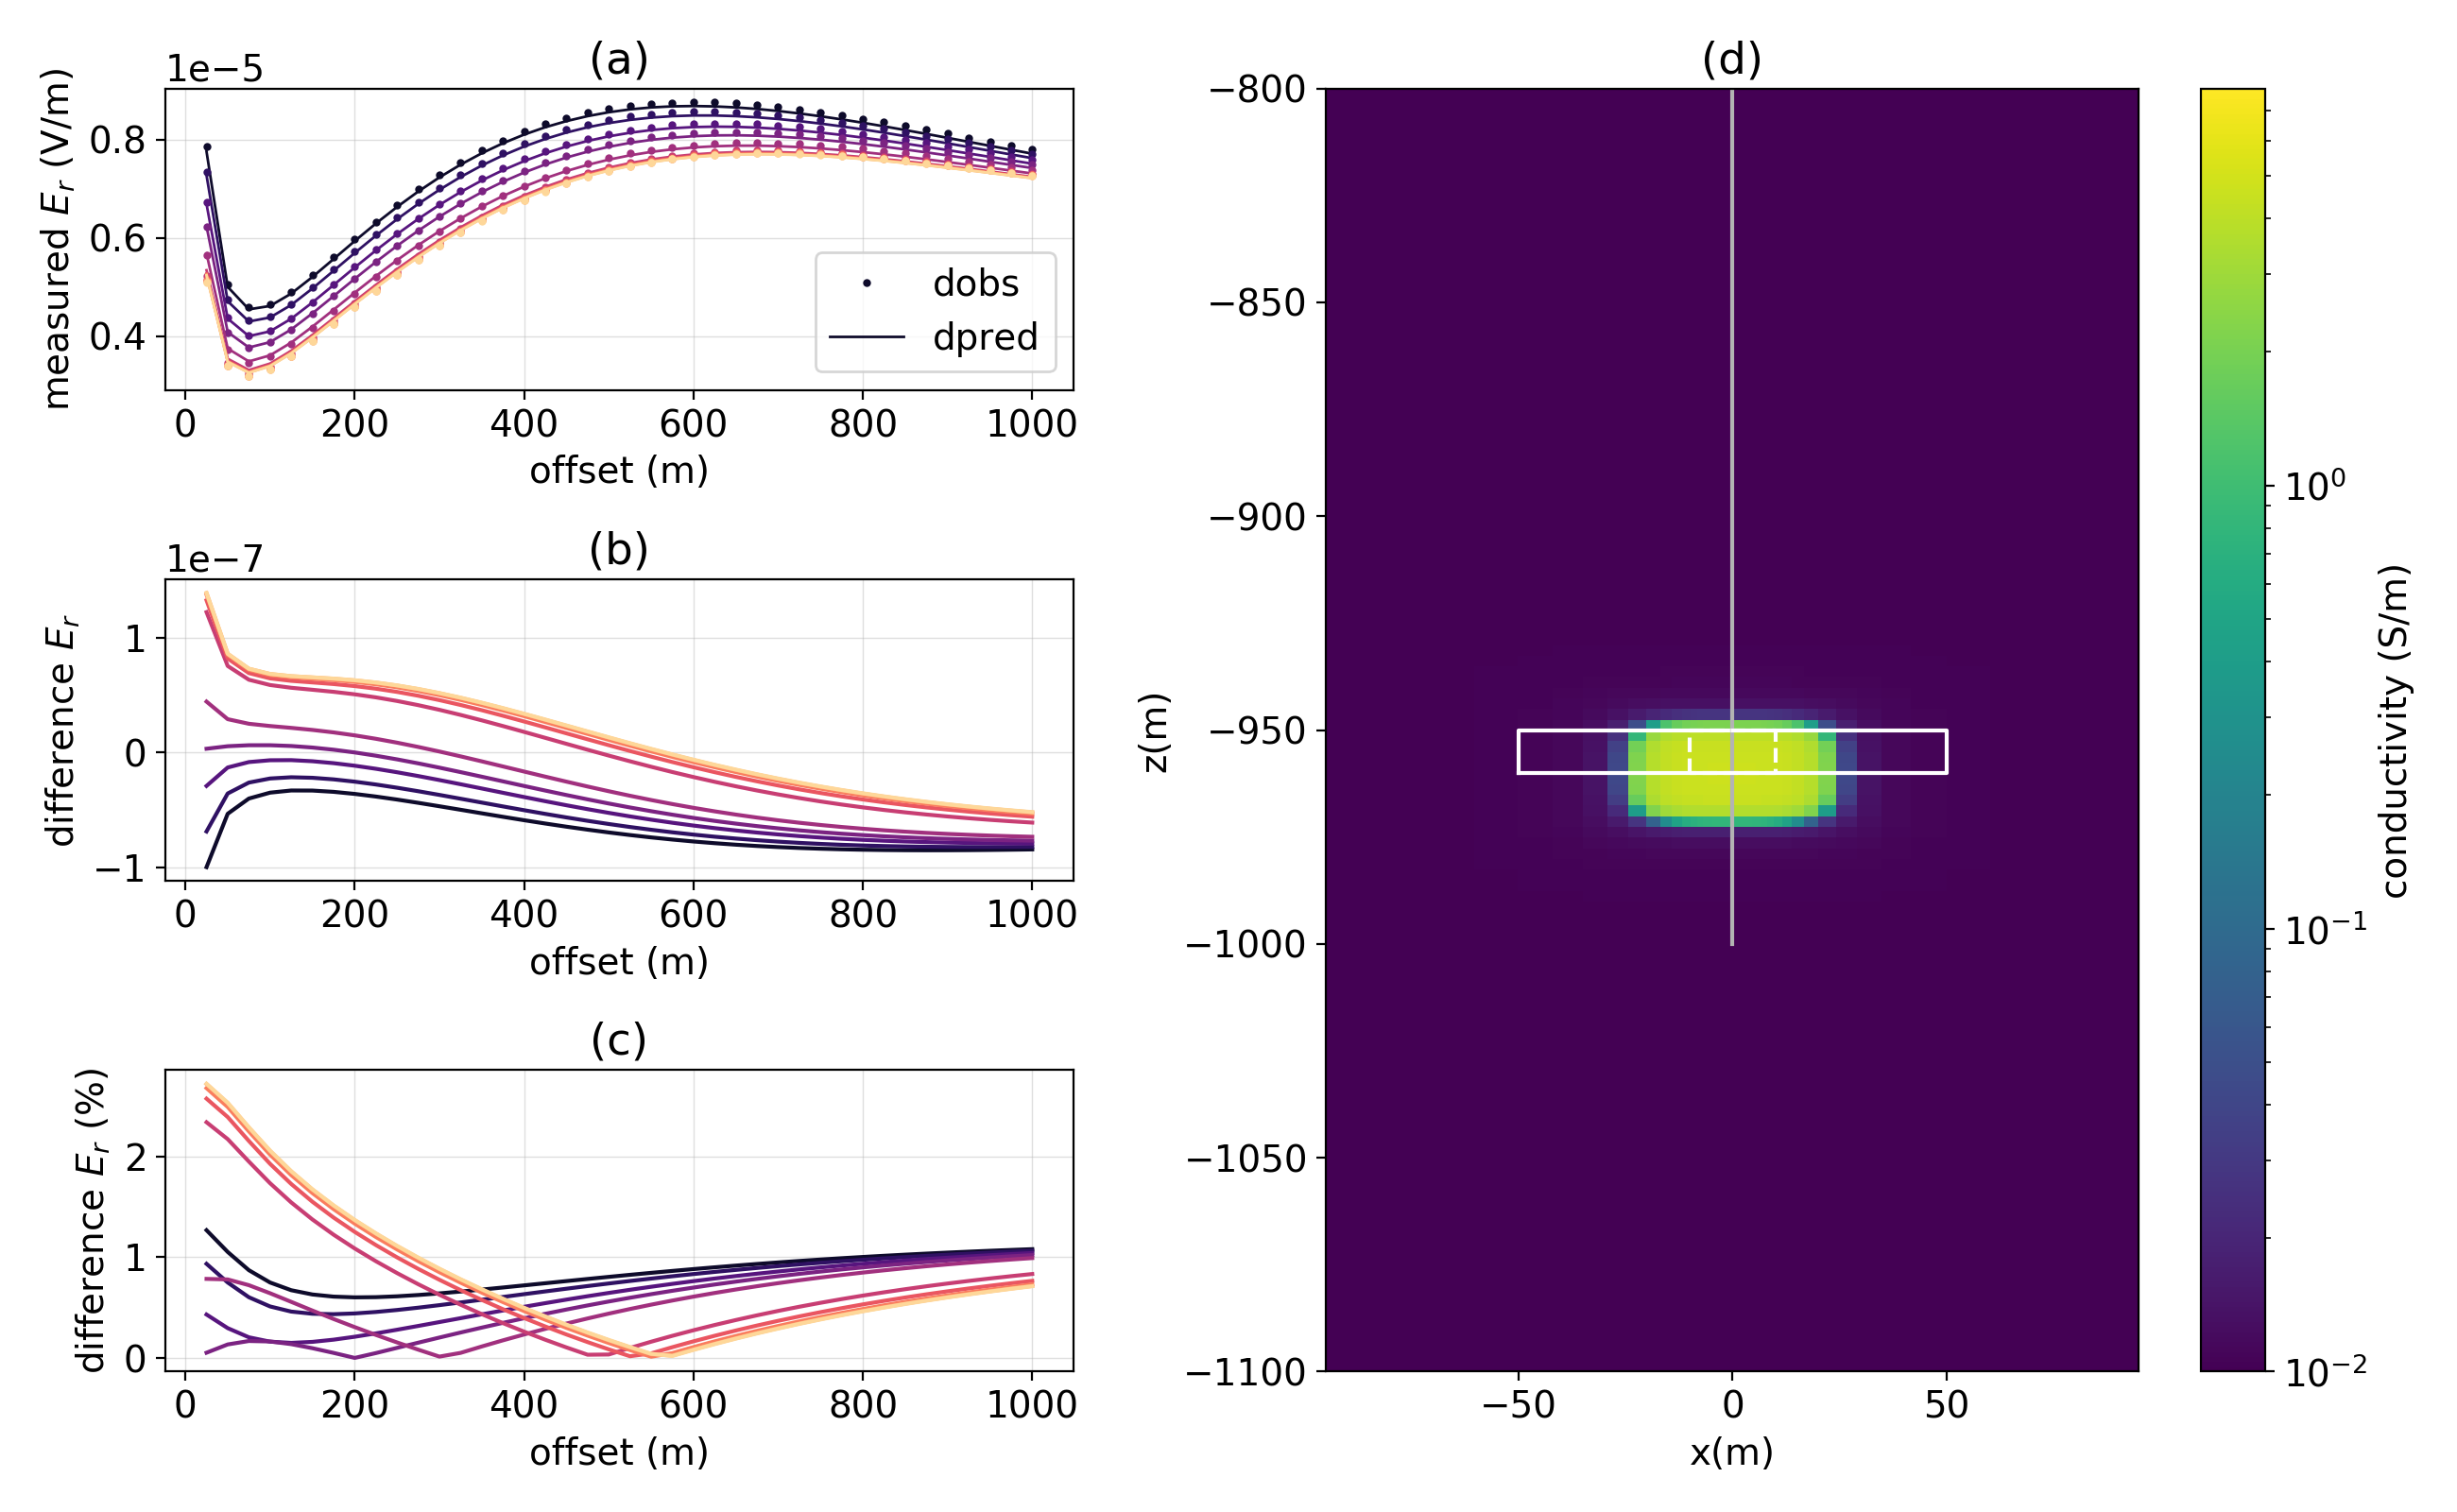 (a)
1e−5
measured E_r (V/m)
0.8
0.6
0.4
dobs
dpred
0 200 400 600 800 1000
offset (m)
(b)
1e−7
difference E_r
1
0
−1
0 200 400 600 800 1000
offset (m)
(c)
difference E_r (%)
2
1
0
0 200 400 600 800 1000
offset (m)
(d)
z(m)
−800
−850
−900
−950
−1000
−1050
−1100
−50 0 50
x(m)
10^0
10^−1
10^−2
conductivity (S/m)